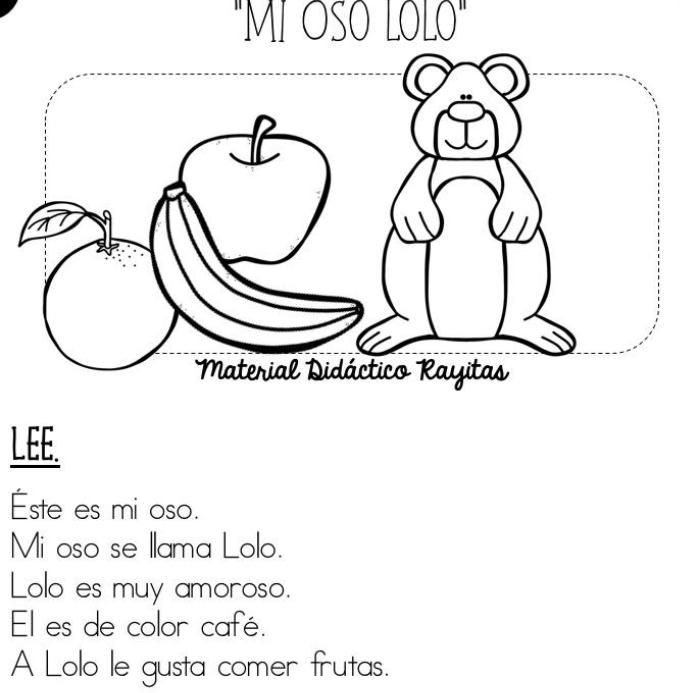 "MI OSO LOLO"
Material Didáctico Rayitas
LEE.
Éste es mi oso.
Mi oso se llama Lolo.
Lolo es muy amoroso.
El es de color café.
A Lolo le gusta comer frutas.